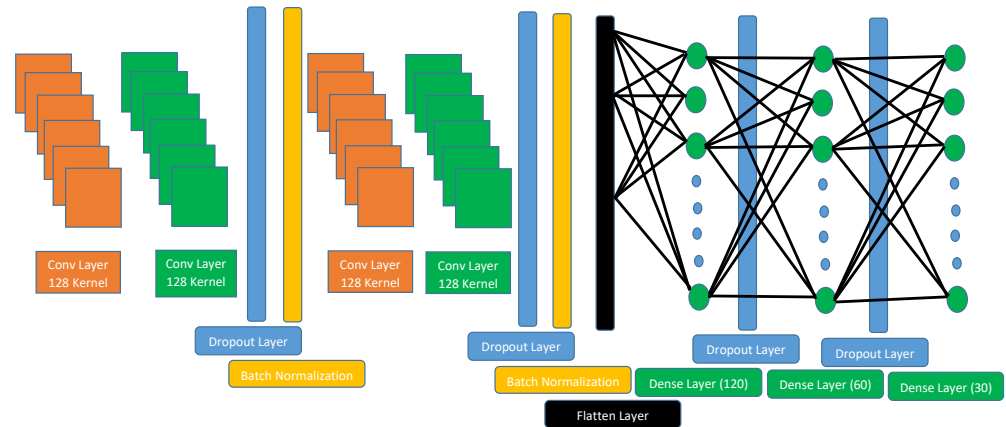 Conv Layer
128 Kernel
Conv Layer
128 Kernel
Conv Layer
128 Kernel
Conv Layer
128 Kernel
Dropout Layer
Dropout Layer
Dropout Layer
Dropout Layer
Batch Normalization
Batch Normalization
Dense Layer (120)
Dense Layer (60)
Dense Layer (30)
Flatten Layer